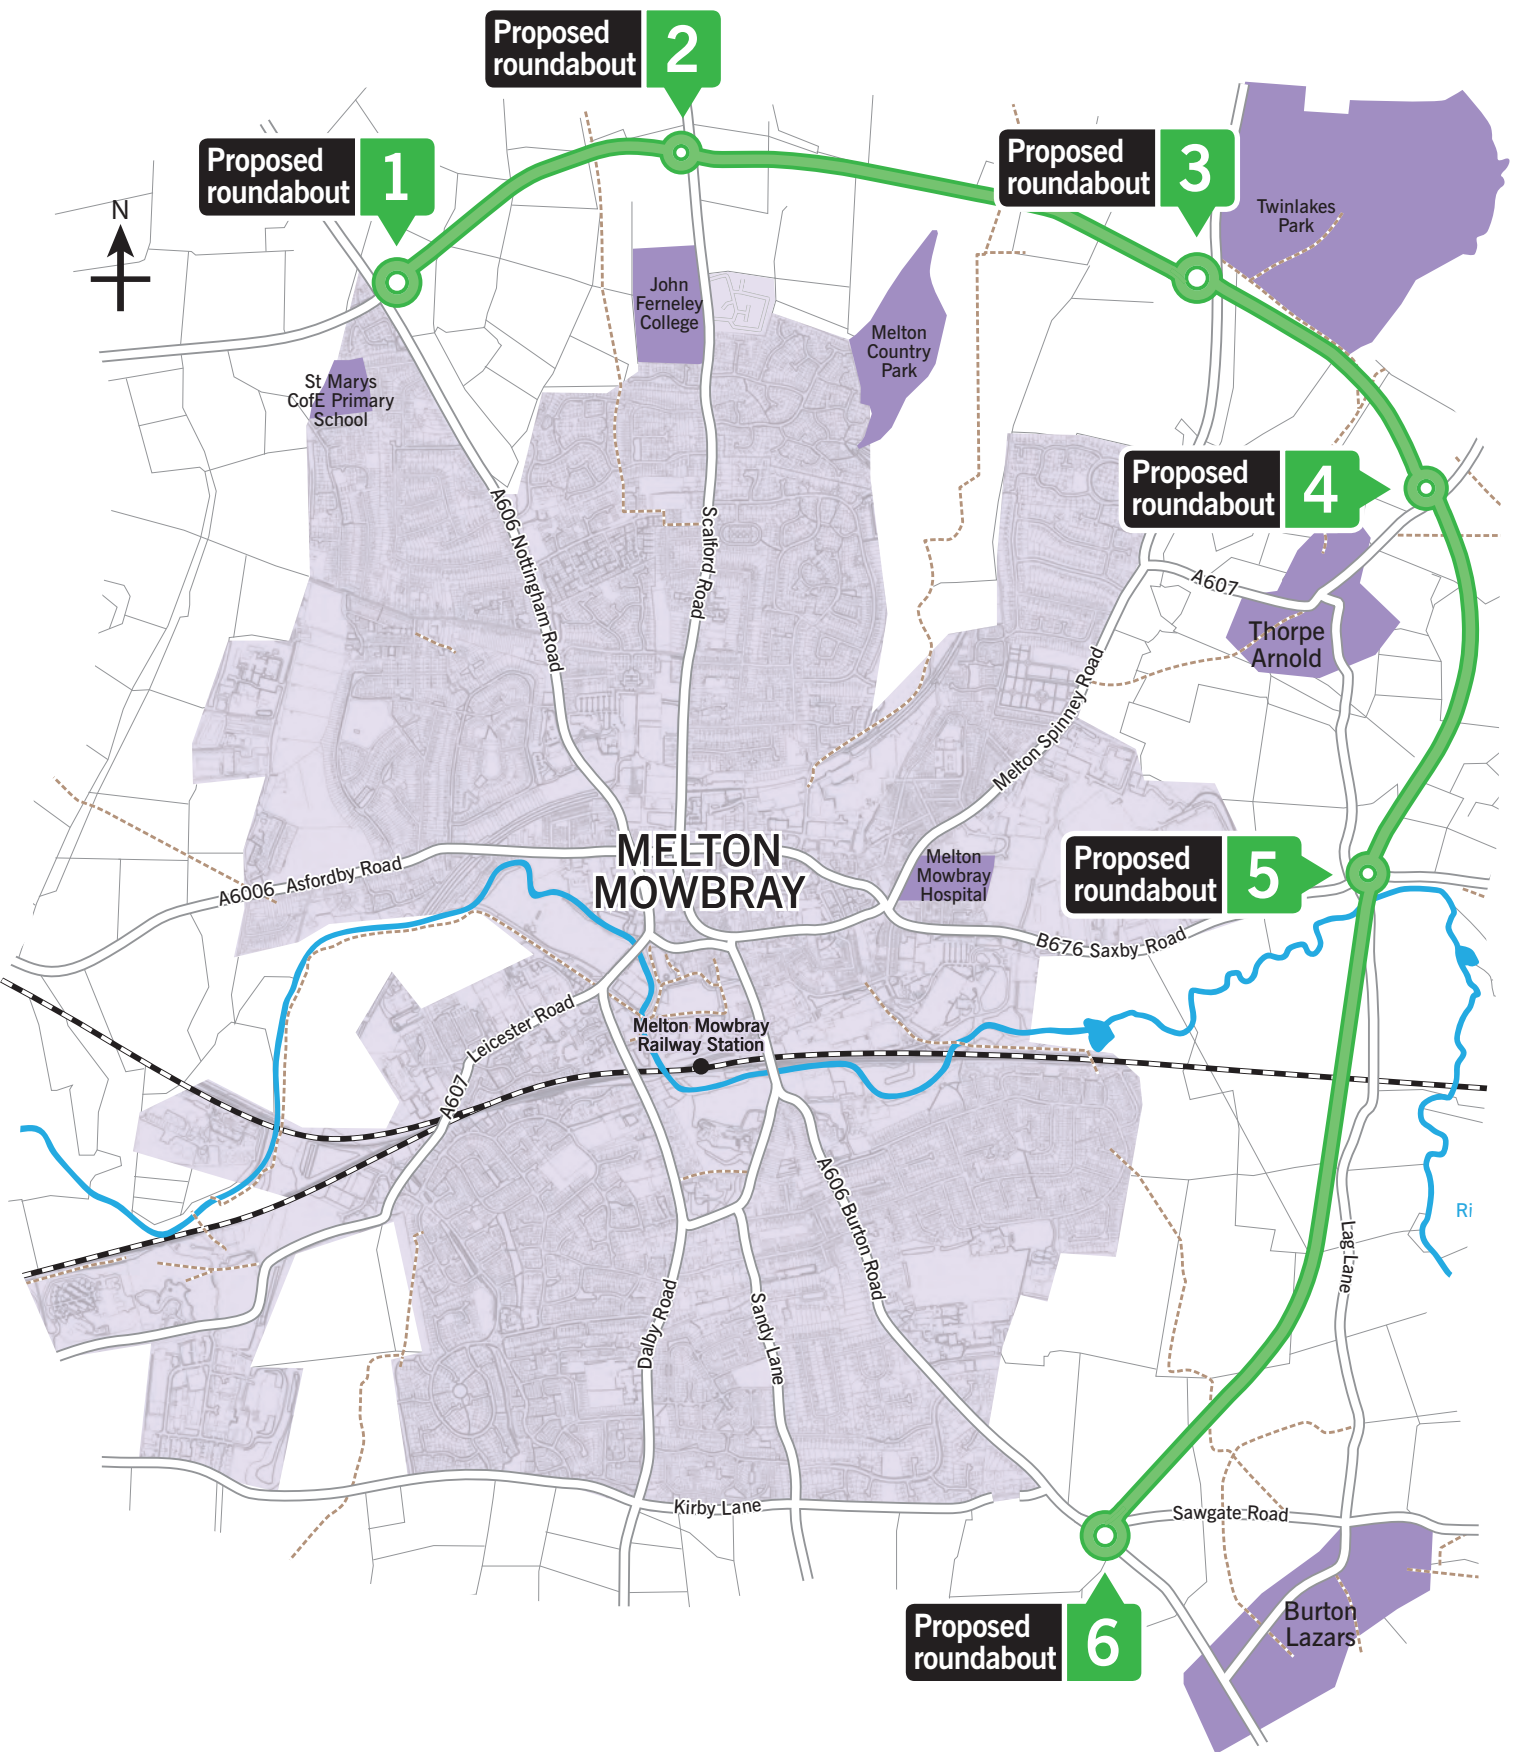 Proposed
roundabout
2
Proposed
roundabout
1
Proposed
roundabout
3
N
Twinlakes
Park
John
Ferneley
College
Melton
Country
Park
St Marys
CofE Primary
School
Proposed
roundabout
4
A606 Nottingham Road
Scalford Road
A607
Thorpe
Arnold
Melton Spinney Road
MELTON
MOWBRAY
A6006 Asfordby Road
Melton
Mowbray
Hospital
Proposed
roundabout
5
B676 Saxby Road
Leicester Road
A607
Melton Mowbray
Railway Station
A606 Burton Road
Ri
Lag Lane
Dalby Road
Sandy Lane
Kirby Lane
Sawgate Road
Proposed
roundabout
6
Burton
Lazars